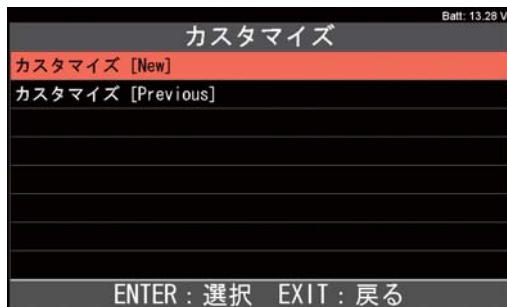 Batt: 13.28 V
カスタマイズ
カスタマイズ [New]
カスタマイズ [Previous]
ENTER：選択　EXIT：戻る